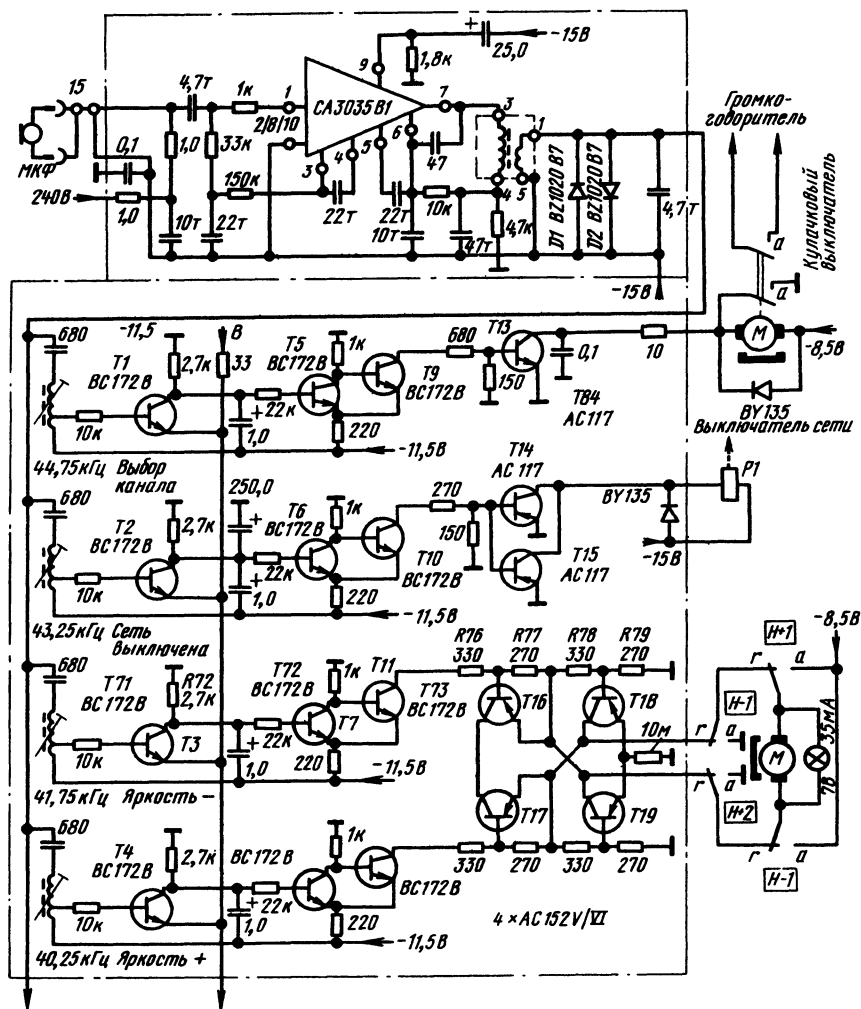 +
-15В
9
1,8к
25,0
15
4,7т
1к
1
CA3035 В1
7
3
1
Громко-
говоритель
МКФ
0,1
1,0
33к
2/8/10
3
4
5
6
47
4
5
D1 BZ1020 B7
D2 BZ1020 B7
4,7т
Кулачковый
выключатель
а
а
240В
1,0
10т
22т
150к
22т
22т
10т
10к
47т
4,7к
-15В
680
-11,5
В
T1
BC172B
2,7к
33
T5
BC172B
1к
T9
BC172B
680
T13
150
0,1
10
M
-8,5В
10к
+
22к
1,0
220
-11,5В
T84
AC117
BY135
Выключатель сети
44,75кГц Выбор
канала
680
T2
BC172B
2,7к
250,0
+
T6
BC172B
1к
T10
BC172B
270
150
T14
AC 117
T15
AC117
BY135
P1
-15В
10к
+
22к
1,0
220
-11,5В
43,25кГц Сеть
выключена
680
T71
BC172B
R72
2,7к
T72
BC172B
1к
T11
T73
BC172B
R76
330
R77
270
R78
330
R79
270
T16
T18
10м
-8,5В
H+1
r
а
H-1
r
а
M
35мА
7В
10к
T3
+
22к
1,0
T7
220
-11,5В
41,75кГц Яркость -
T17
T19
r
а
H+2
r
а
H-1
680
T4
BC172B
2,7к
BC172B
1к
BC172B
330
270
330
270
10к
+
22к
1,0
220
-11,5В
4 × AC152V/VI
40,25кГц Яркость +